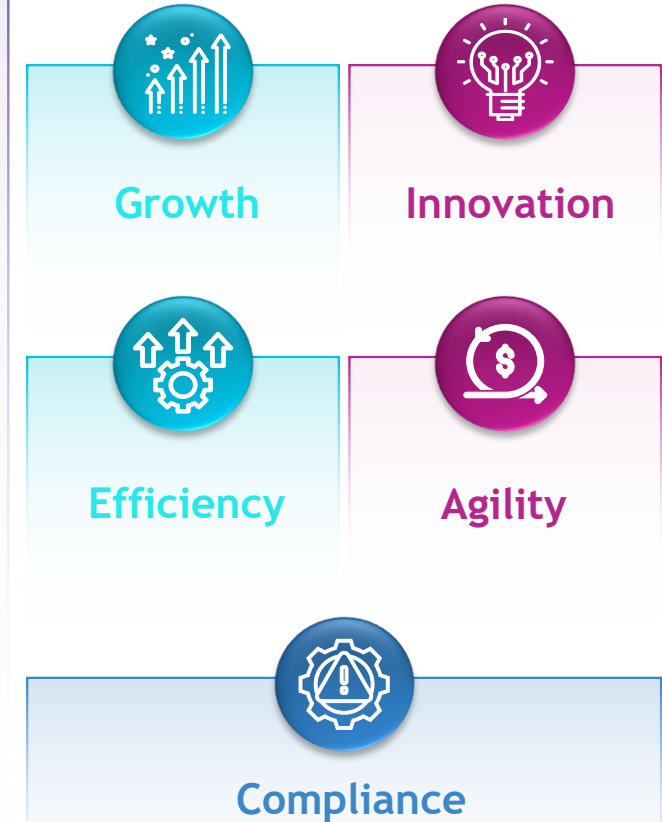 Growth
Innovation
Efficiency
Agility
Compliance